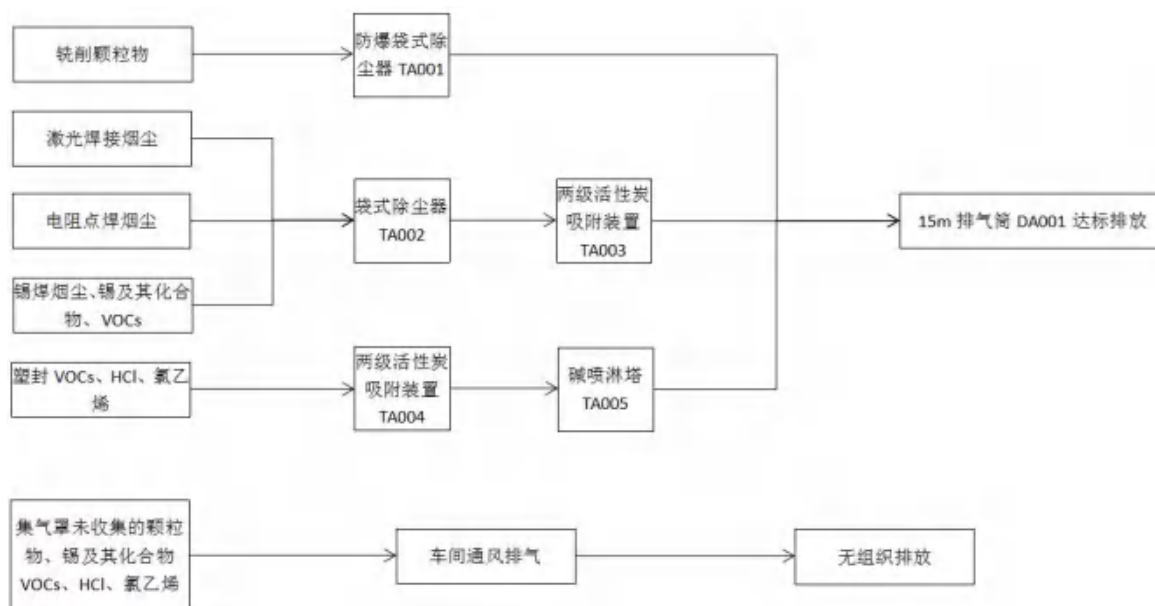 铣削颗粒物
防爆袋式除
尘器 TA001
激光焊接烟尘
电阻点焊烟尘
袋式除尘器
TA002
两级活性炭
吸附装置
TA003
15m 排气筒 DA001 达标排放
锡焊烟尘、锡及其化合
物、VOCs
塑封 VOCs、HCl、氯乙
烯
两级活性炭
吸附装置
TA004
碱喷淋塔
TA005
集气罩未收集的颗粒
物、锡及其化合物
VOCs、HCl、氯乙烯
车间通风排气
无组织排放